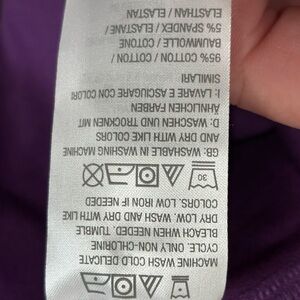 MACHINE WASH COLD DELICATE
CYCLE. ONLY NON-CHLORINE
BLEACH WHEN NEEDED. TUMBLE
DRY LOW. WASH AND DRY WITH LIKE
COLORS. LOW IRON IF NEEDED
30
GB: WASHABLE IN WASHING MACHINE
AND DRY WITH LIKE COLORS
D: WASCHEN UND TROCKNEN MIT
ÄHNLICHEN FARBEN
I: LAVARE E ASCIUGARE CON COLORI
SIMILARI
95% COTTON / COTTON /
BAUMWOLLE / COTONE
5% SPANDEX / ELASTANE /
ELASTHAN / ELASTAN